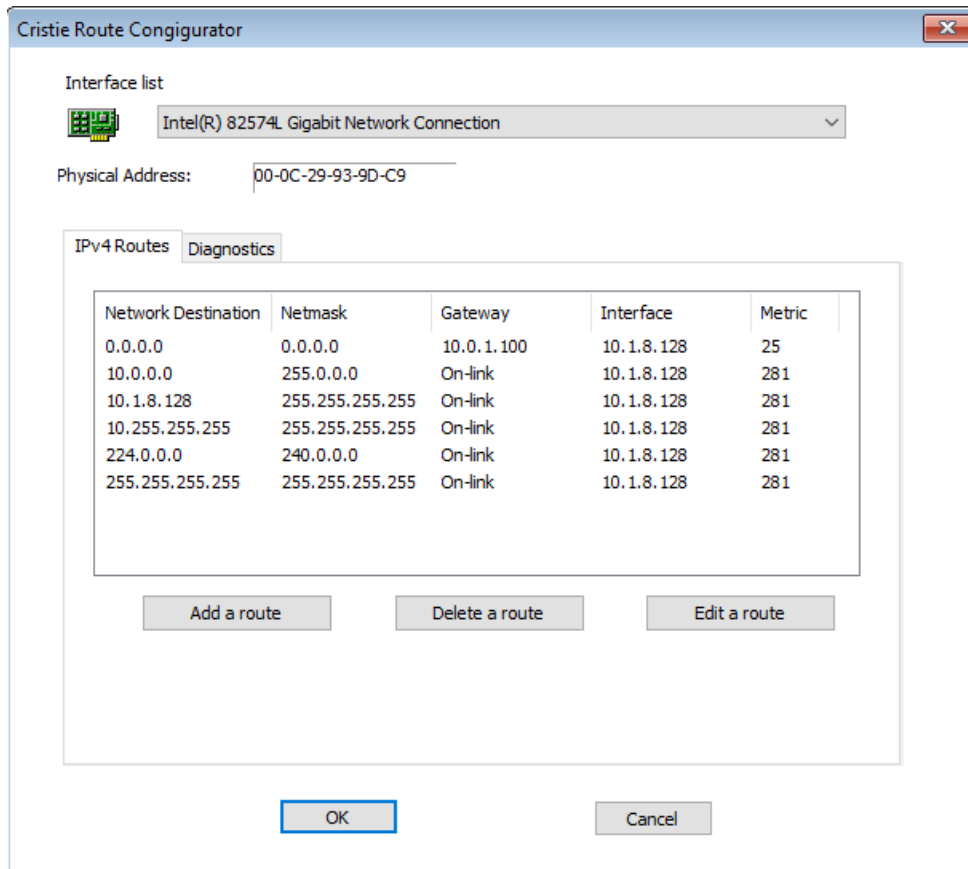 Cristie Route Congigurator
Interface list
Intel(R) 82574L Gigabit Network Connection
Physical Address: 00-0C-29-93-9D-C9
IPv4 Routes Diagnostics
Network Destination Netmask Gateway Interface Metric
0.0.0.0 0.0.0.0 10.0.1.100 10.1.8.128 25
10.0.0.0 255.0.0.0 On-link 10.1.8.128 281
10.1.8.128 255.255.255.255 On-link 10.1.8.128 281
10.255.255.255 255.255.255.255 On-link 10.1.8.128 281
224.0.0.0 240.0.0.0 On-link 10.1.8.128 281
255.255.255.255 255.255.255.255 On-link 10.1.8.128 281
Add a route Delete a route Edit a route
OK Cancel